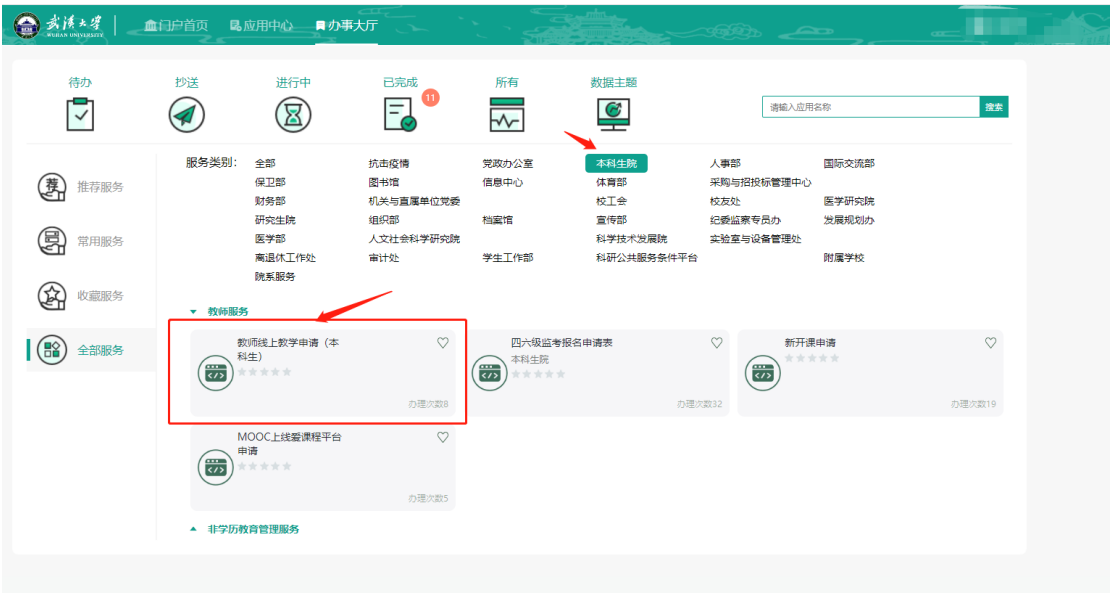 武漢大學
WUHAN UNIVERSITY
门户首页 应用中心 办事大厅
待办 抄送 进行中 已完成 所有 数据主题
11
请输入应用名称 搜索
服务类别: 全部 抗击疫情 党政办公室 本科生院 人事部 国际交流部
保卫部 图书馆 信息中心 体育部 采购与招投标管理中心
财务部 机关与直属单位党委 校工会 校友处 医学研究院
研究生院 组织部 档案馆 宣传部 纪委监察专员办 发展规划办
医学部 人文社会科学研究院 科学技术发展院 实验室与设备管理处
离退休工作处 审计处 学生工作部 科研公共服务条件平台 附属学校
院系服务
荐 推荐服务
常用服务
收藏服务
全部服务
教师服务
教师线上教学申请（本
科生）
办理次数8
四六级监考报名申请表
本科生院
办理次数32
新开课申请
办理次数19
MOOC上线爱课程平台
申请
办理次数5
非学历教育管理服务